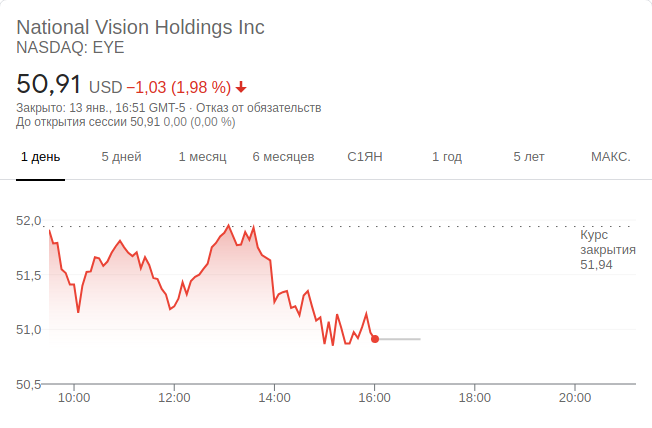 National Vision Holdings Inc
NASDAQ: EYE
50,91 USD −1,03 (1,98 %)
Закрыто: 13 янв., 16:51 GMT-5 · Отказ от обязательств
До открытия сессии 50,91 0,00 (0,00 %)
1 день 5 дней 1 месяц 6 месяцев С1ЯН 1 год 5 лет МАКС.
52,0
Курс
закрытия
51,94
51,5
51,0
50,5
10:00 12:00 14:00 16:00 18:00 20:00